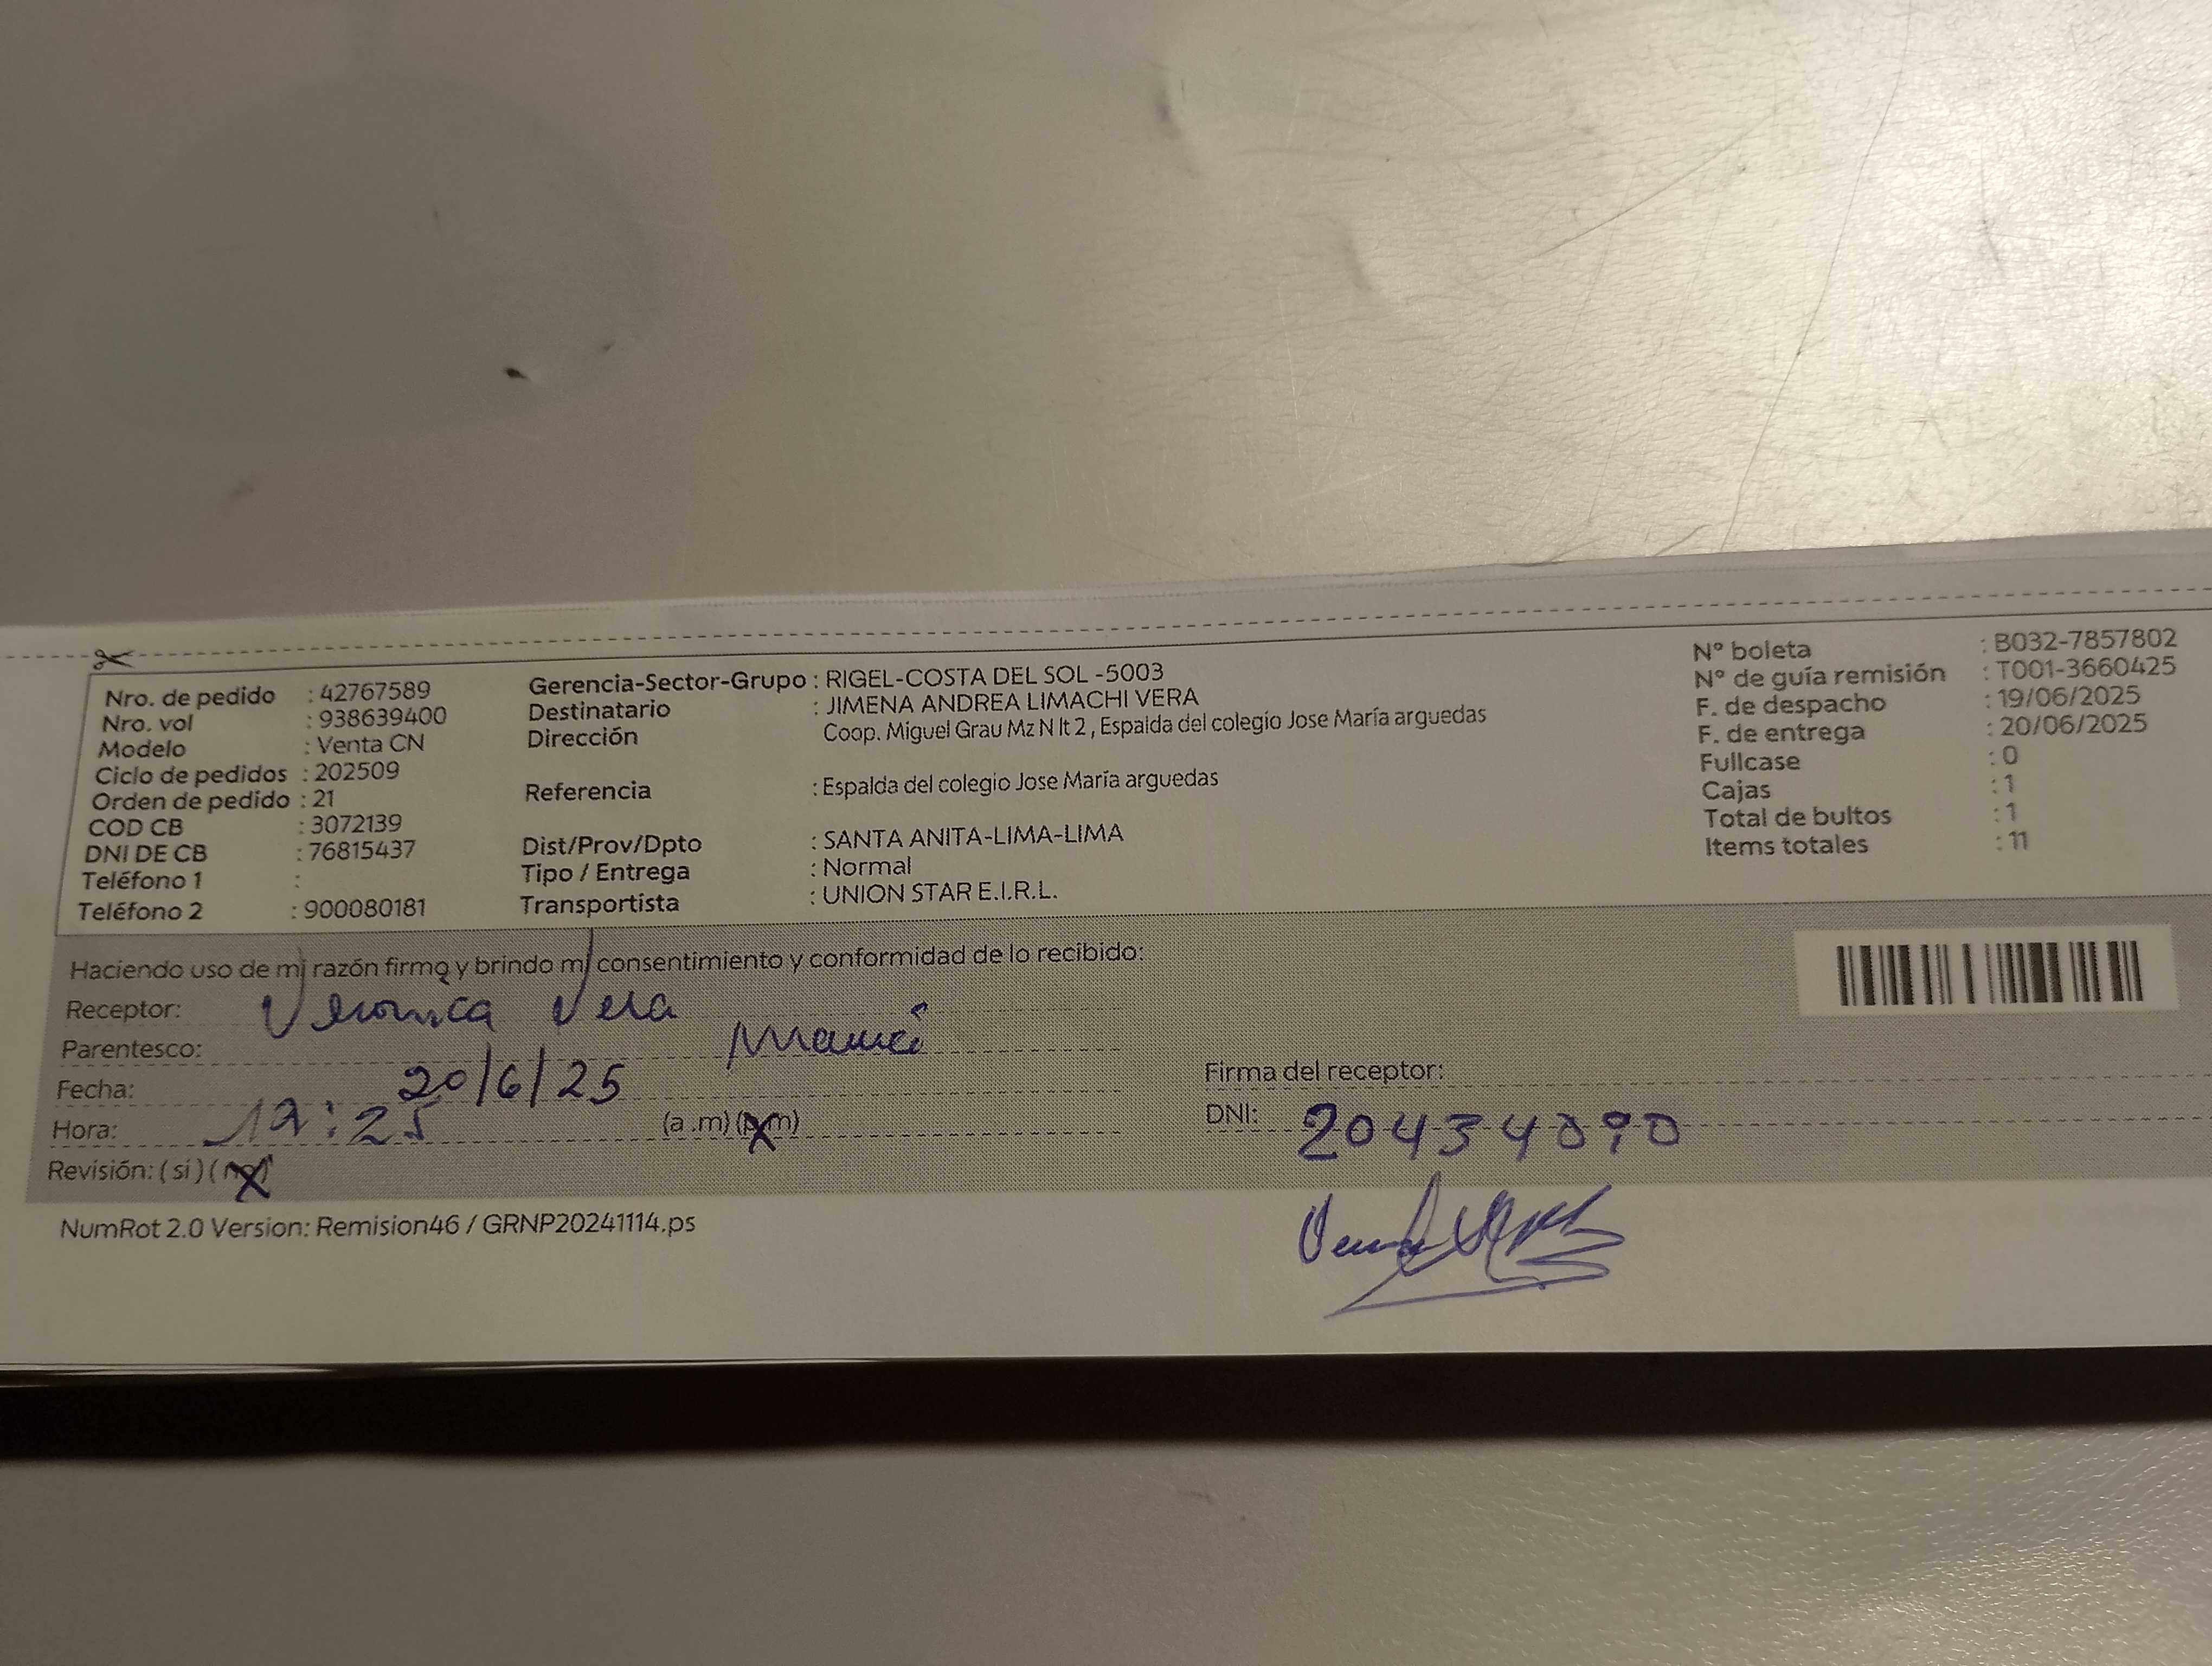 Nro. de pedido : 42767589
Nro. vol : 938639400
Modelo : Venta CN
Ciclo de pedidos : 202509
Orden de pedido : 21
COD CB : 3072139
DNI DE CB : 76815437
Teléfono 1 :
Teléfono 2 : 900080181
Gerencia-Sector-Grupo : RIGEL-COSTA DEL SOL -5003
Destinatario : JIMENA ANDREA LIMACHI VERA
Dirección Coop. Miguel Grau Mz N lt 2 , Espalda del colegio Jose María arguedas
Referencia : Espalda del colegio Jose María arguedas
Dist/Prov/Dpto : SANTA ANITA-LIMA-LIMA
Tipo / Entrega : Normal
Transportista : UNION STAR E.I.R.L.
N° boleta : B032-7857802
N° de guía remisión : T001-3660425
F. de despacho : 19/06/2025
F. de entrega : 20/06/2025
Fullcase : 0
Cajas : 1
Total de bultos : 1
Items totales : 11
Haciendo uso de mi razón firmo y brindo mi consentimiento y conformidad de lo recibido:
Receptor: Veronica Vera
Parentesco:
Fecha: 20/6/25
Hora: 12:25 (a.m) (p.m)
Revisión: (si) (no)
Firma del receptor:
DNI: 20434090
NumRot 2.0 Version: Remision46 / GRNP20241114.ps